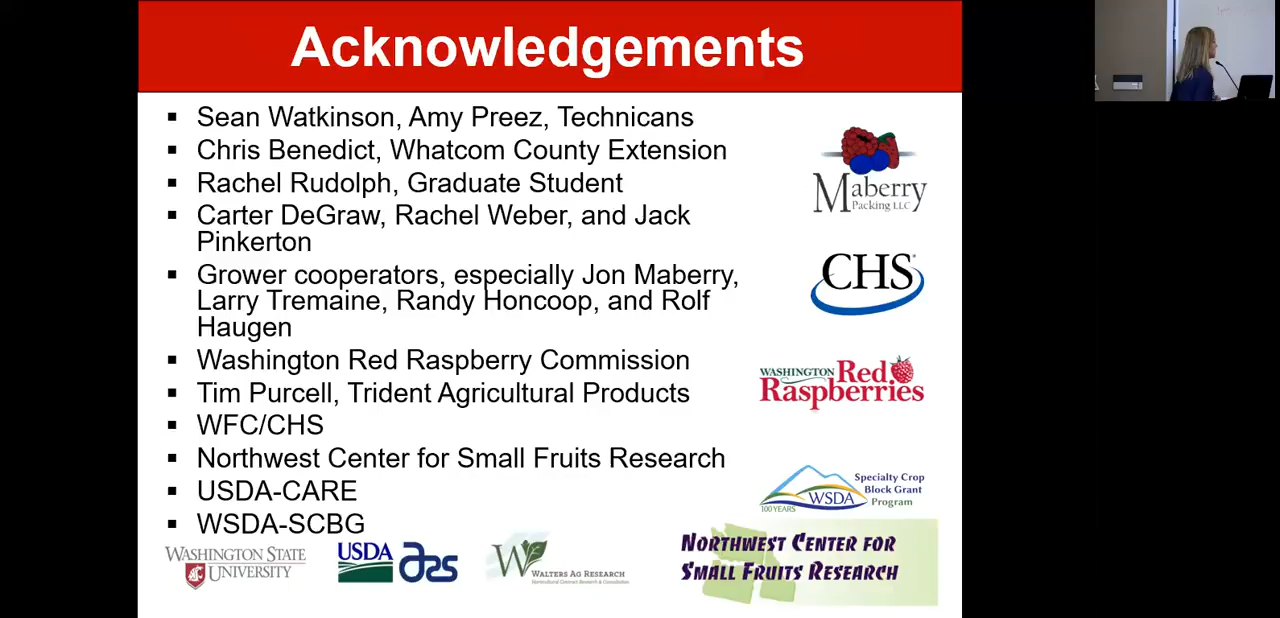 Acknowledgements
▪ Sean Watkinson, Amy Preez, Technicans
▪ Chris Benedict, Whatcom County Extension
▪ Rachel Rudolph, Graduate Student
▪ Carter DeGraw, Rachel Weber, and Jack
Pinkerton
▪ Grower cooperators, especially Jon Maberry,
Larry Tremaine, Randy Honcoop, and Rolf
Haugen
▪ Washington Red Raspberry Commission
▪ Tim Purcell, Trident Agricultural Products
▪ WFC/CHS
▪ Northwest Center for Small Fruits Research
▪ USDA-CARE
▪ WSDA-SCBG
Maberry
Packing LLC
CHS
WASHINGTON Red
Raspberries
Specialty Crop
Block Grant
Program
WSDA
100 YEARS
WASHINGTON STATE
UNIVERSITY
USDA
ars
W
WALTERS AG RESEARCH
Horticultural Contract Research & Consultation
NORTHWEST CENTER FOR
SMALL FRUITS RESEARCH